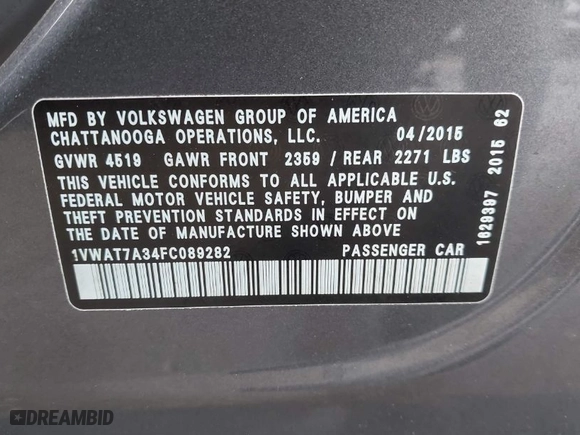 MFD BY VOLKSWAGEN GROUP OF AMERICA
CHATTANOOGA OPERATIONS, LLC. 04/2015
GVWR 4519 GAWR FRONT 2359 / REAR 2271 LBS
THIS VEHICLE CONFORMS TO ALL APPLICABLE U.S.
FEDERAL MOTOR VEHICLE SAFETY, BUMPER AND
THEFT PREVENTION STANDARDS IN EFFECT ON
THE DATE OF MANUFACTURE SHOWN ABOVE
1VWAT7A34FC089282 PASSENGER CAR
1629397 2015 62
DREAMBID